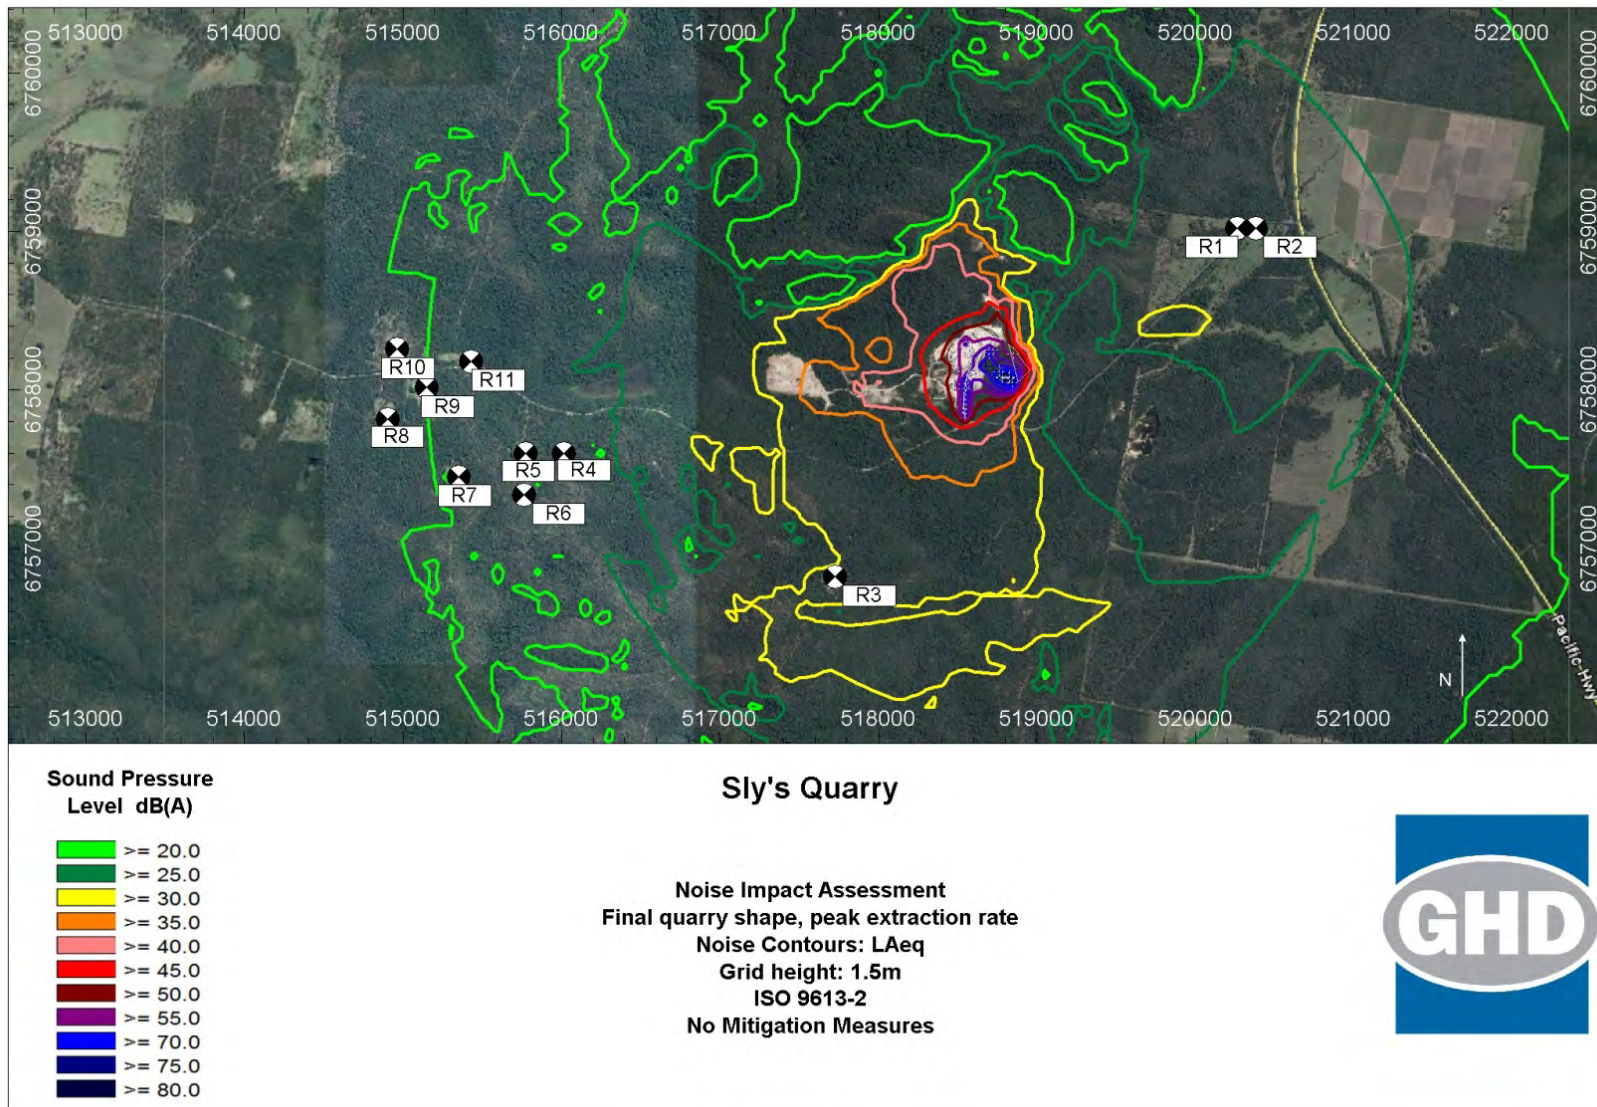 513000 514000 515000 516000 517000 518000 519000 520000 521000 522000
6760000 6760000
6759000 6759000
R1 R2
R10 R11
R9
6758000 6758000
R8
R5 R4
R7
R6
6757000 6757000
R3
Pacific-Hwy
N
513000 514000 515000 516000 517000 518000 519000 520000 521000 522000
Sound Pressure
Level dB(A)
>= 20.0
>= 25.0
>= 30.0
>= 35.0
>= 40.0
>= 45.0
>= 50.0
>= 55.0
>= 70.0
>= 75.0
>= 80.0
Sly's Quarry
Noise Impact Assessment
Final quarry shape, peak extraction rate
Noise Contours: LAeq
Grid height: 1.5m
ISO 9613-2
No Mitigation Measures
GHD